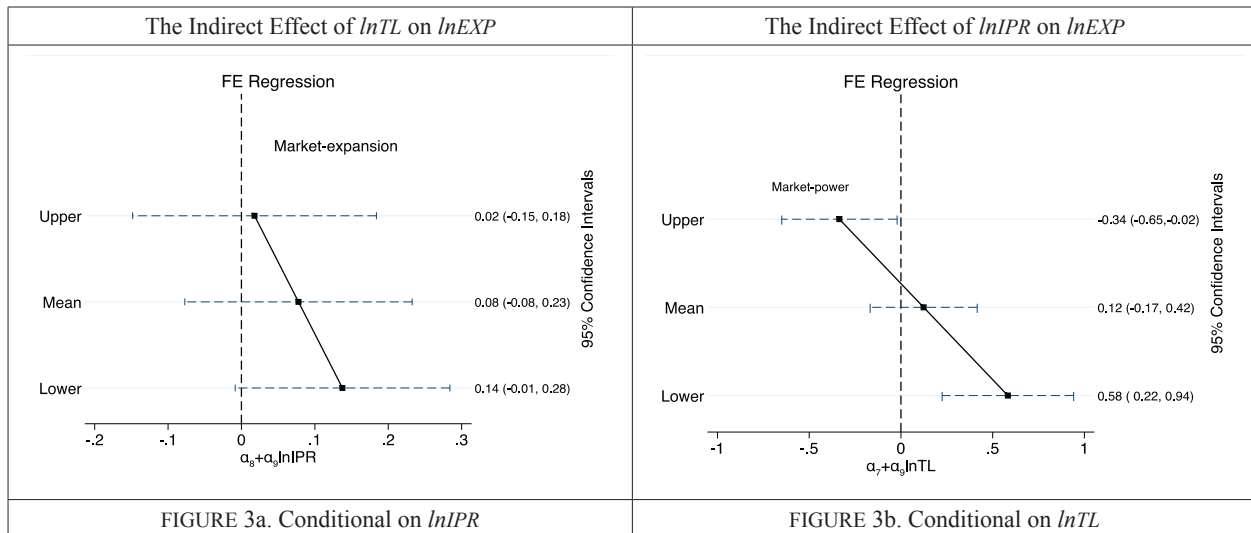 The Indirect Effect of lnTL on lnEXP
FE Regression
Market-expansion
Upper
0.02 (-0.15, 0.18)
Mean
0.08 (-0.08, 0.23)
Lower
0.14 (-0.01, 0.28)
95% Confidence Intervals
-.2 -.1 0 .1 .2 .3
α₈+α₉lnIPR
FIGURE 3a. Conditional on lnIPR
The Indirect Effect of lnIPR on lnEXP
FE Regression
Market-power
Upper
-0.34 (-0.65,-0.02)
Mean
0.12 (-0.17, 0.42)
Lower
0.58 ( 0.22, 0.94)
95% Confidence Intervals
-1 -.5 0 .5 1
α₇+α₉lnTL
FIGURE 3b. Conditional on lnTL